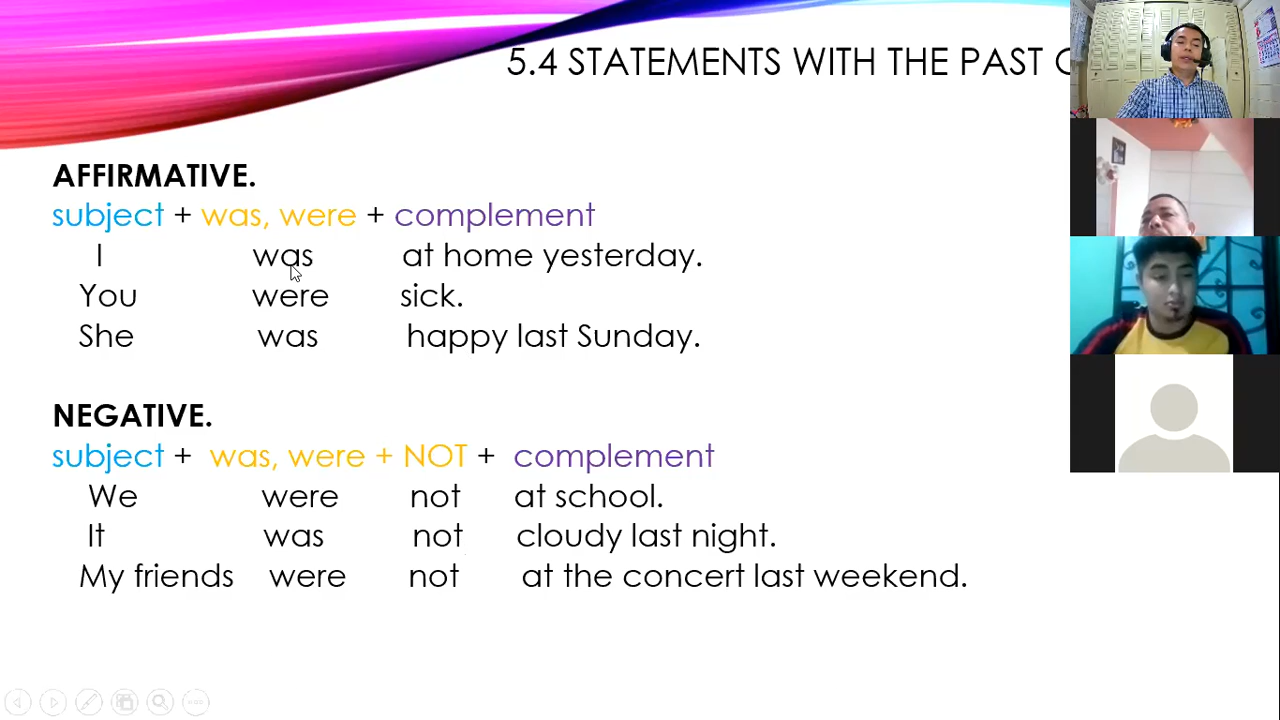 5.4 STATEMENTS WITH THE PAST
AFFIRMATIVE.
subject + was, were + complement
I was at home yesterday.
You were sick.
She was happy last Sunday.
NEGATIVE.
subject + was, were + NOT + complement
We were not at school.
It was not cloudy last night.
My friends were not at the concert last weekend.